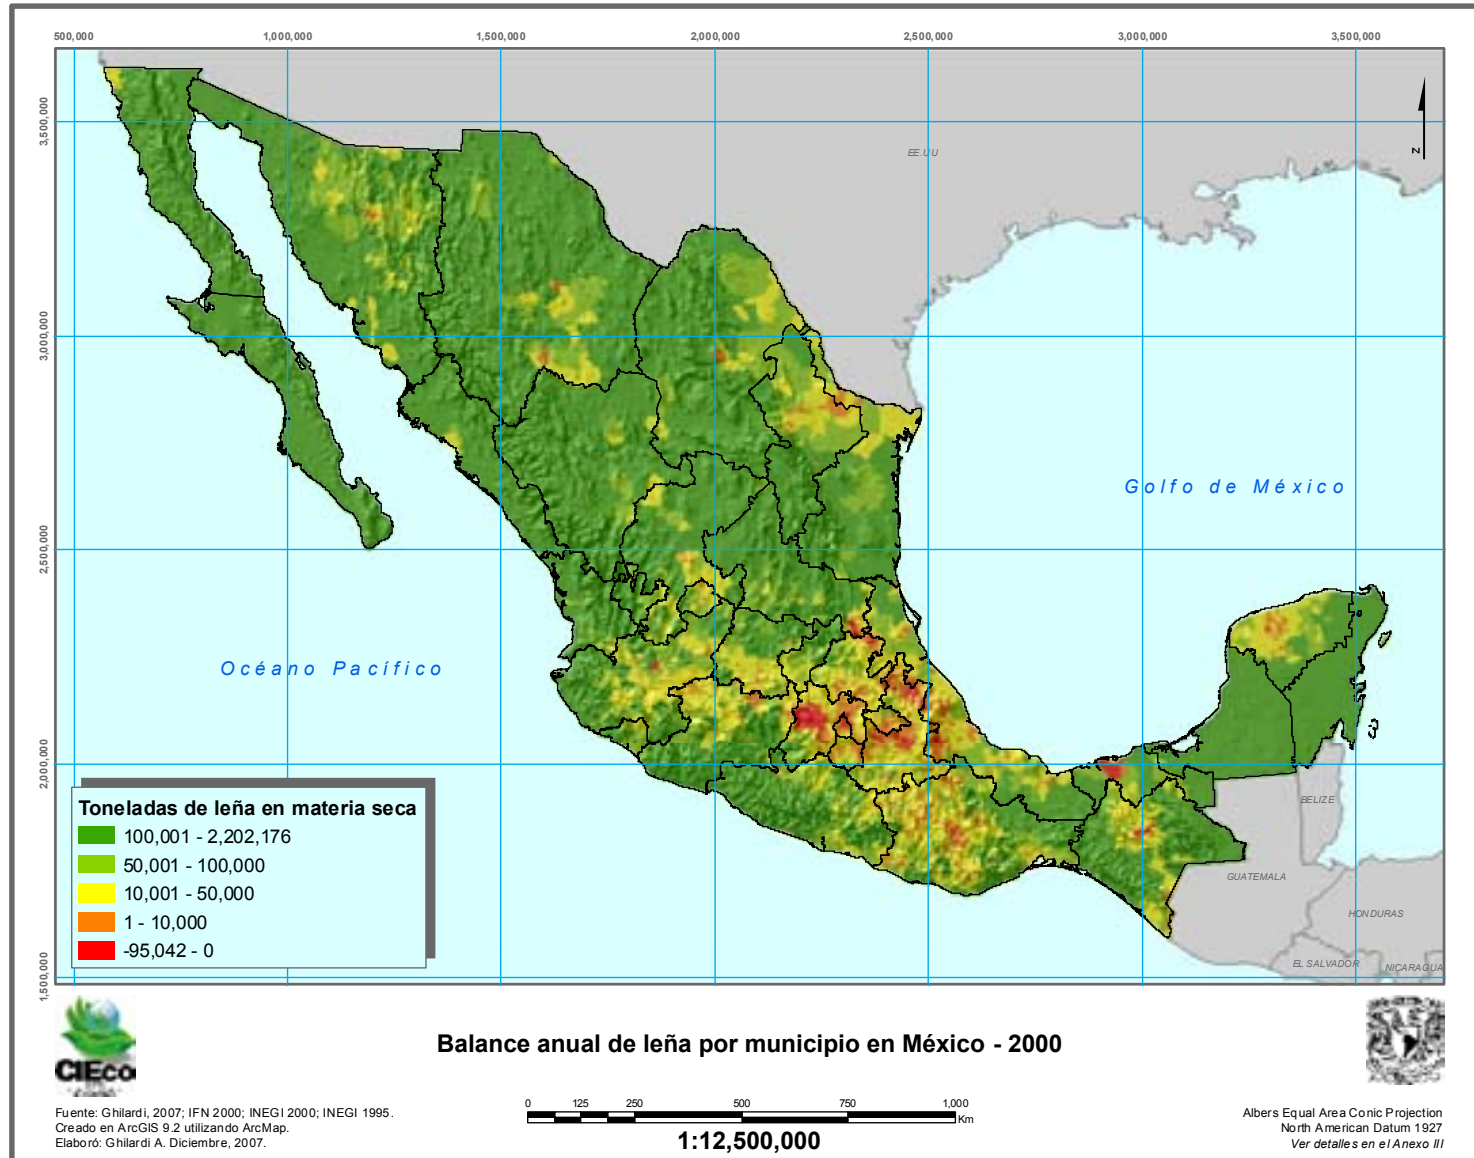 500,000 1,000,000 1,500,000 2,000,000 2,500,000 3,000,000 3,500,000
3,500,000
3,000,000
2,500,000
2,000,000
1,500,000
EE.UU
N
Golfo de México
Océano Pacífico
BELIZE
GUATEMALA
HONDURAS
EL SALVADOR
NICARAGUA
Toneladas de leña en materia seca
100,001 - 2,202,176
50,001 - 100,000
10,001 - 50,000
1 - 10,000
-95,042 - 0
CIEco
Balance anual de leña por municipio en México - 2000
Fuente: Ghilardi, 2007; IFN 2000; INEGI 2000; INEGI 1995.
Creado en ArcGIS 9.2 utilizando ArcMap.
Elaboró: Ghilardi A. Diciembre, 2007.
0 125 250 500 750 1,000
Km
1:12,500,000
Albers Equal Area Conic Projection
North American Datum 1927
Ver detalles en el Anexo III